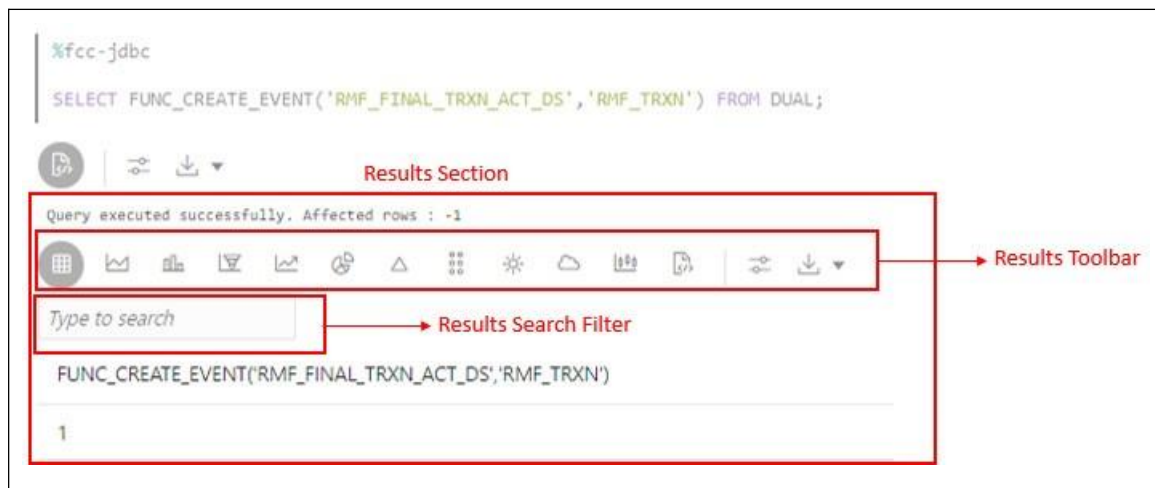 %fcc-jdbc
SELECT FUNC_CREATE_EVENT('RMF_FINAL_TRXN_ACT_DS','RMF_TRXN') FROM DUAL;
Results Section
Query executed successfully. Affected rows : -1
Results Toolbar
Type to search
Results Search Filter
FUNC_CREATE_EVENT('RMF_FINAL_TRXN_ACT_DS','RMF_TRXN')
1